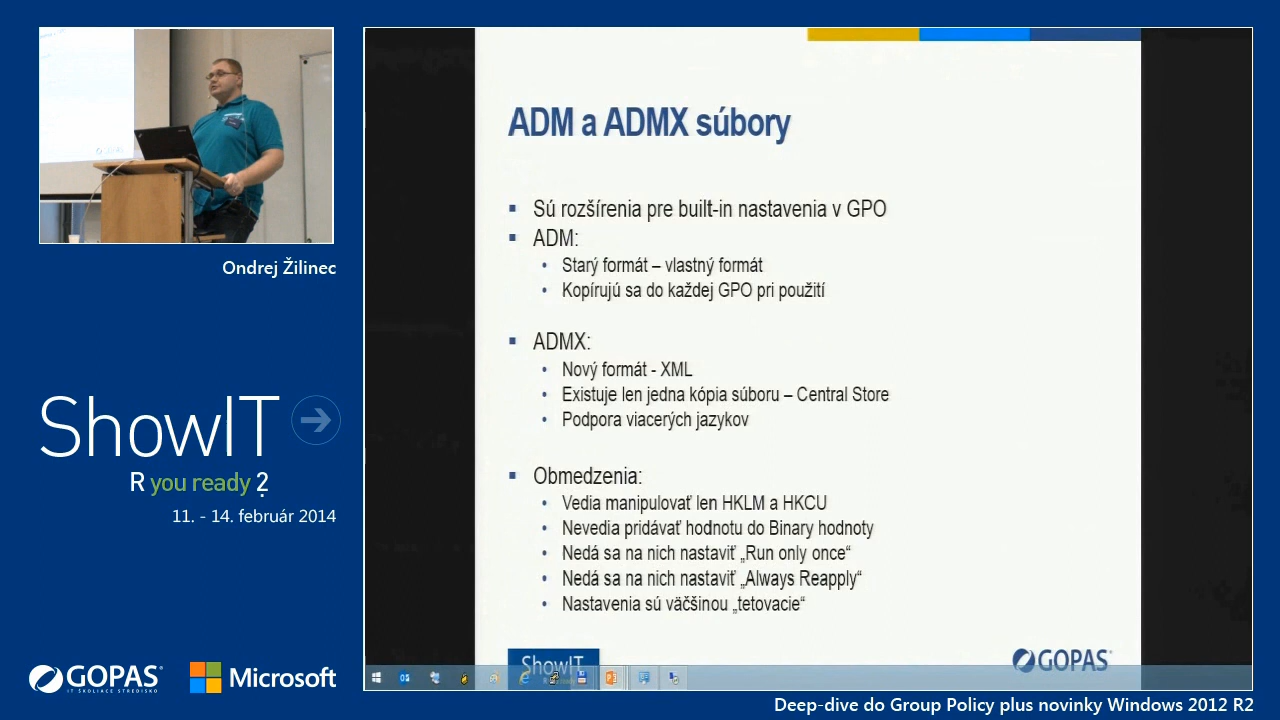 Ondrej Žilinec
ShowIT
R you ready ?
11. - 14. február 2014
GOPAS
IT ŠKOLIACE STREDISKO
Microsoft
ADM a ADMX súbory
Sú rozšírenia pre built-in nastavenia v GPO
ADM:
Starý formát – vlastný formát
Kopírujú sa do každej GPO pri použití
ADMX:
Nový formát - XML
Existuje len jedna kópia súboru – Central Store
Podpora viacerých jazykov
Obmedzenia:
Vedia manipulovať len HKLM a HKCU
Nevedia pridávať hodnotu do Binary hodnoty
Nedá sa na nich nastaviť „Run only once“
Nedá sa na nich nastaviť „Always Reapply“
Nastavenia sú väčšinou „tetovacie“
ShowIT
GOPAS
Deep-dive do Group Policy plus novinky Windows 2012 R2